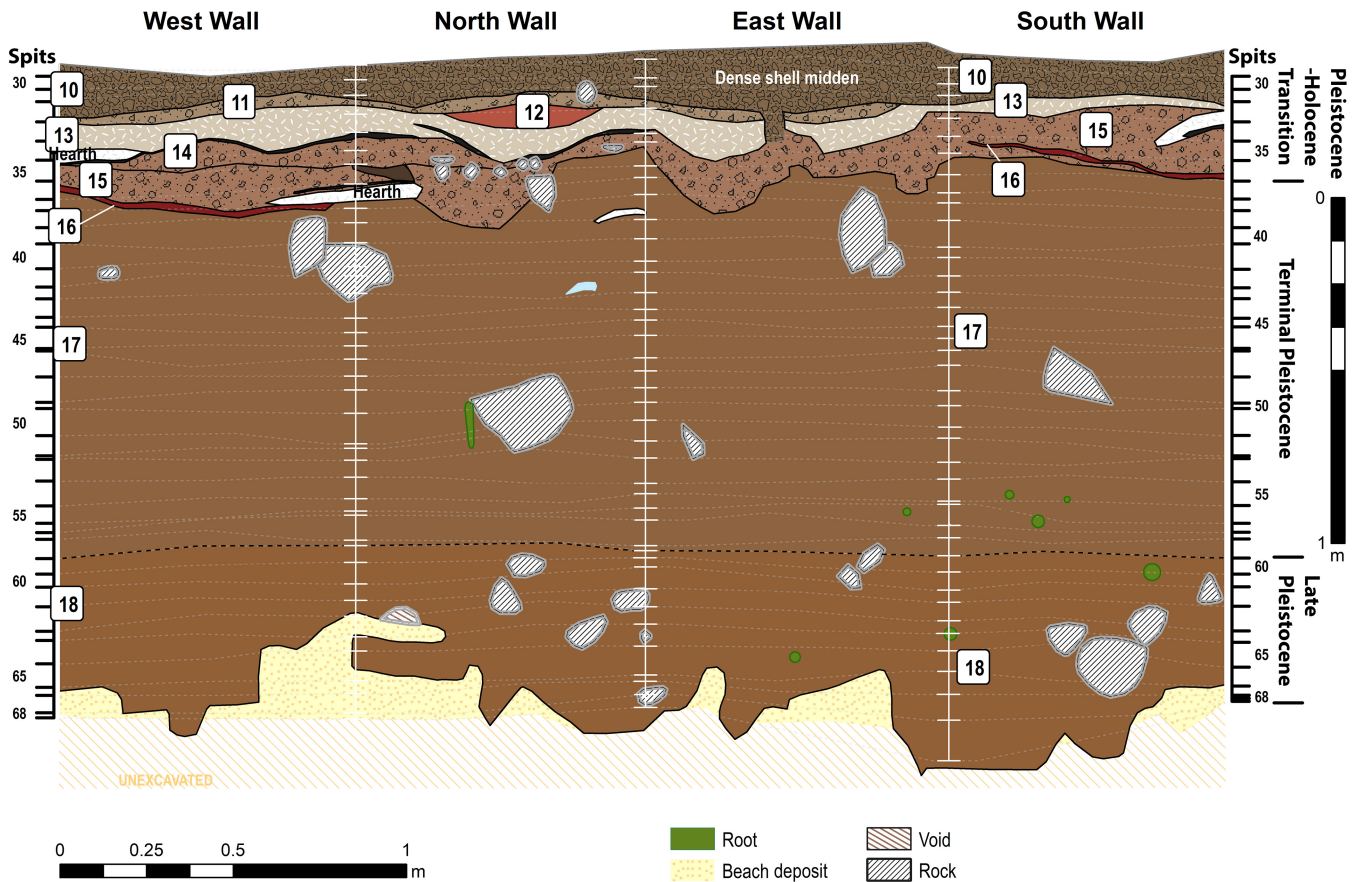 West Wall
North Wall
East Wall
South Wall
Spits
Spits
30
35
40
45
50
55
60
65
68
10
11
12
13
Hearth
14
15
Hearth
16
17
18
Dense shell midden
10
13
15
16
17
18
30
35
40
45
50
55
60
65
68
Pleistocene
-Holocene
Transition
Terminal Pleistocene
Late
Pleistocene
0
1
m
UNEXCAVATED
0
0.25
0.5
1
m
Root
Beach deposit
Void
Rock